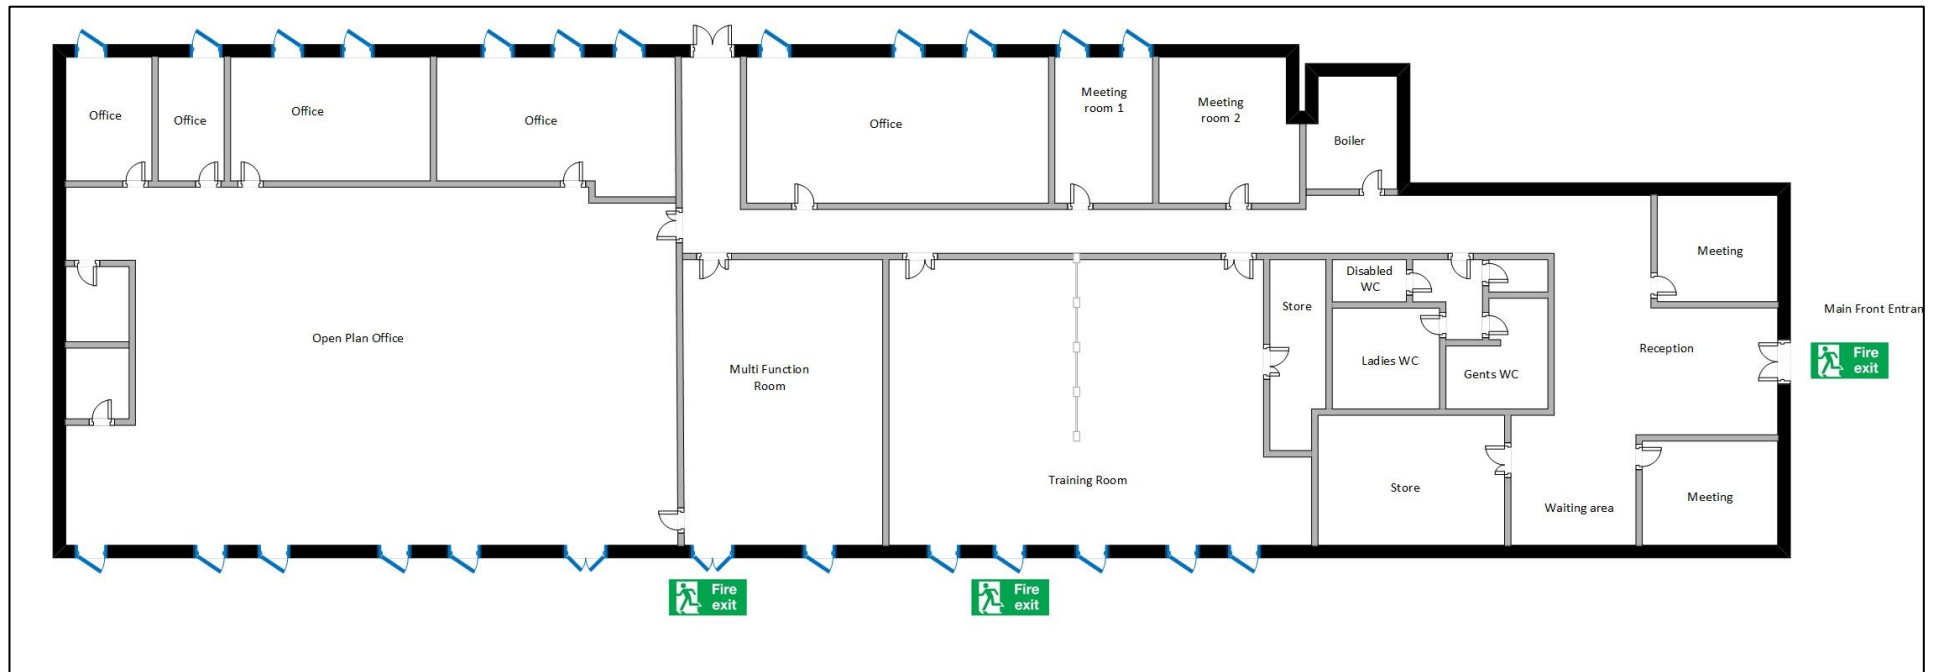 Office
Office
Office
Office
Office
Meeting
room 1
Meeting
room 2
Boiler
Meeting
Main Front Entran
Disabled
WC
Store
Open Plan Office
Multi Function
Room
Ladies WC
Gents WC
Reception
Fire
exit
Training Room
Store
Waiting area
Meeting
Fire
exit
Fire
exit